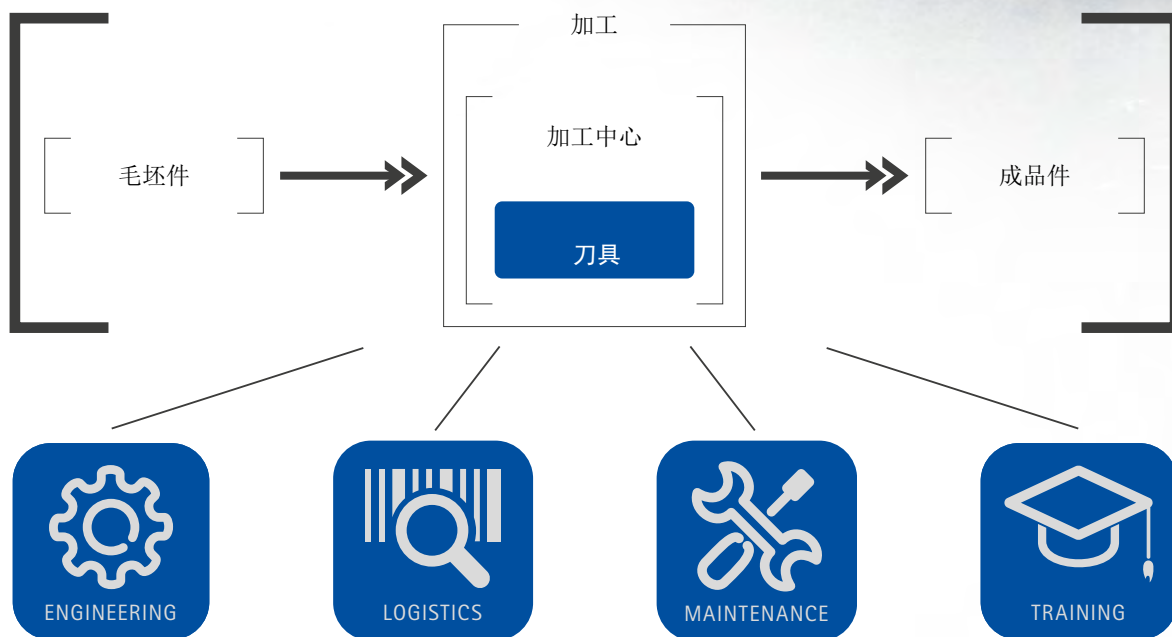 加工
加工中心
毛坯件
成品件
刀具
ENGINEERING
LOGISTICS
MAINTENANCE
TRAINING